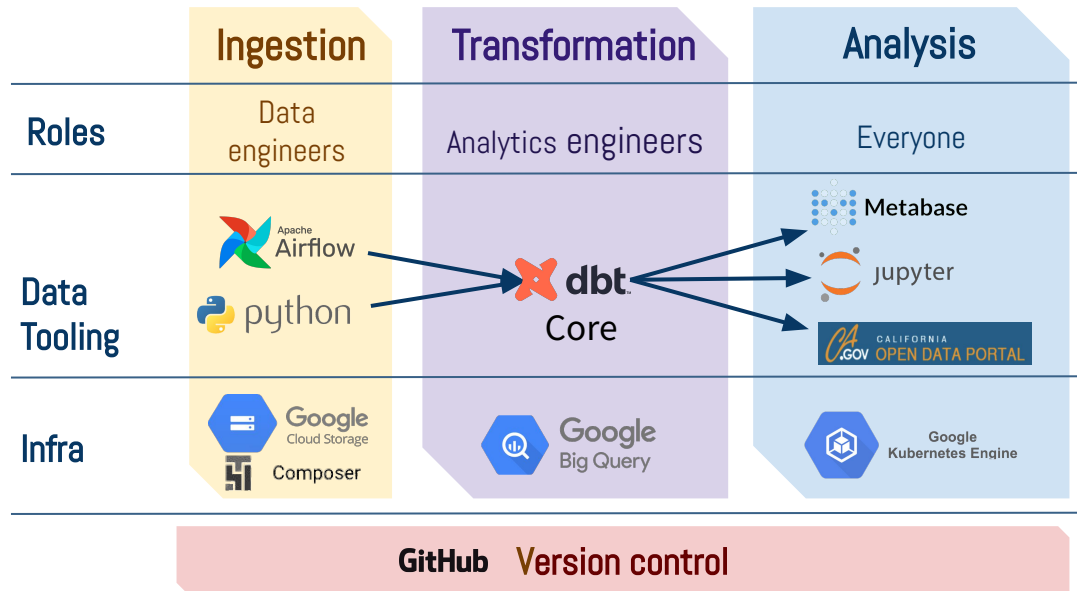 Ingestion
Transformation
Analysis
Roles
Data
engineers
Analytics engineers
Everyone
Data
Tooling
Apache
Airflow
python
dbt
Core
Metabase
jupyter
CA
.GOV
CALIFORNIA
OPEN DATA PORTAL
Infra
Google
Cloud Storage
Composer
Google
Big Query
Google
Kubernetes Engine
GitHub Version control